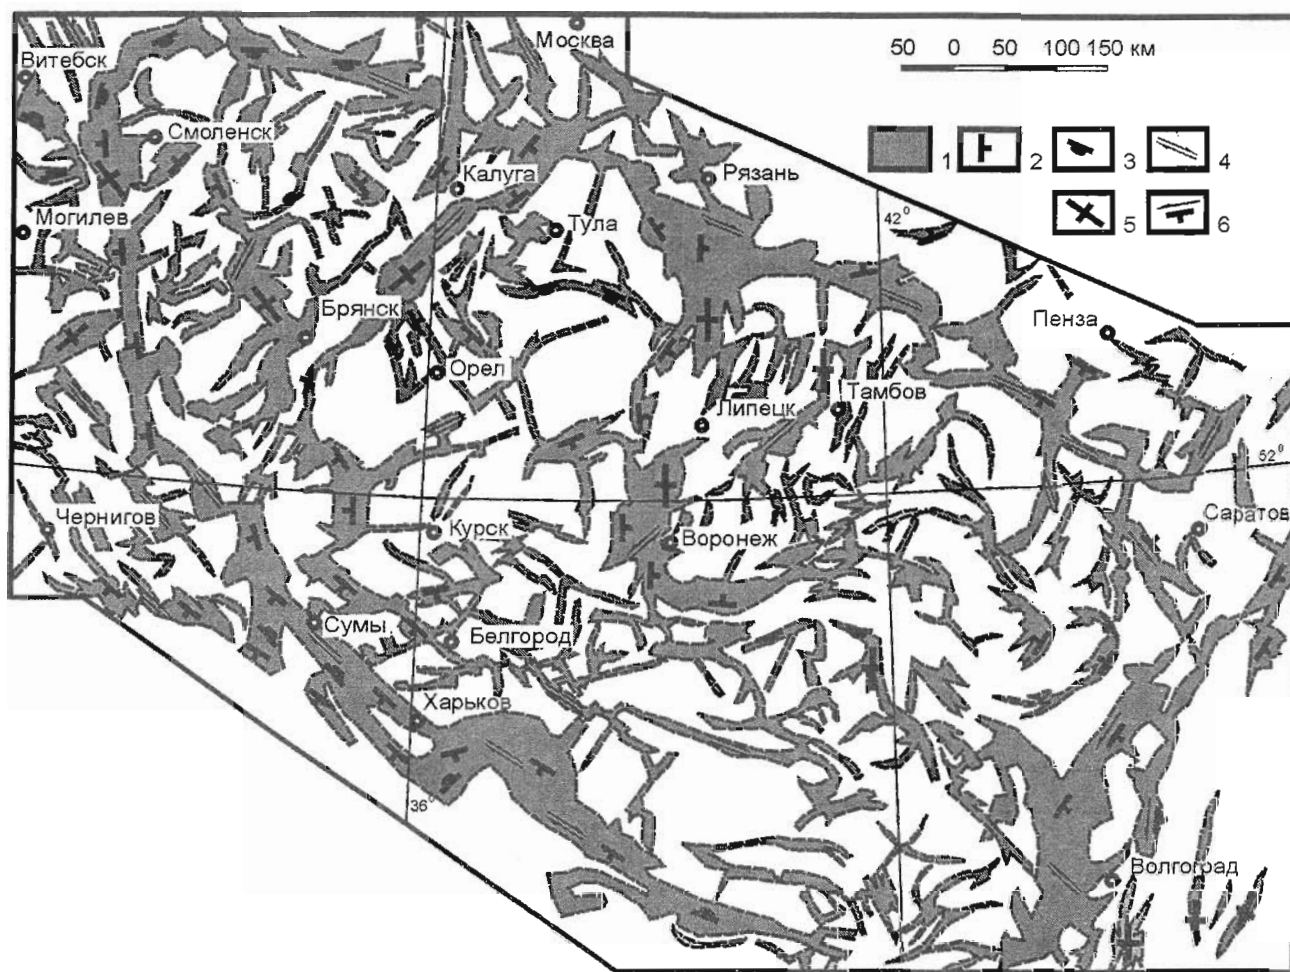 Москва
50 0 50 100 150 км
Витебск
Смоленск
1 2 3 4
Калуга
Рязань
5 6
Могилев
Тула
42°
Брянск
Пенза
Орел
Тамбов
Липецк
52°
Чернигов
Курск
Воронеж
Саратов
Сумы
Белгород
Харьков
36°
Волгоград